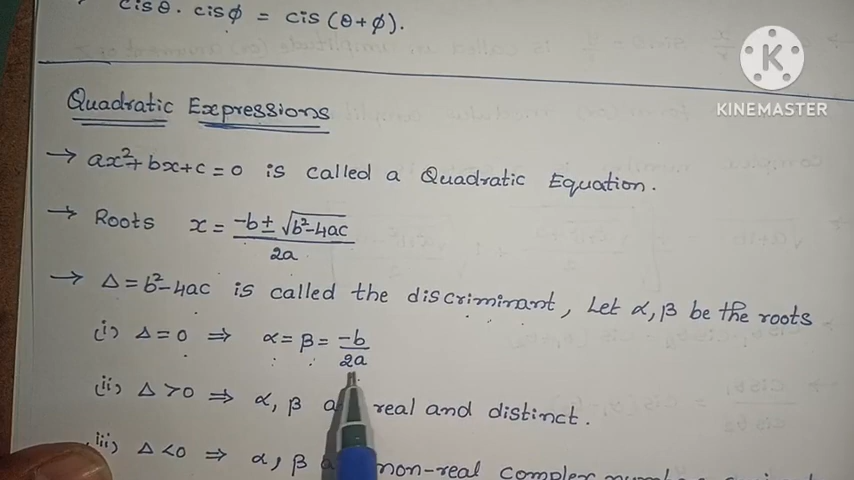 cisθ. cisϕ = cis (θ+ϕ).
KINEMASTER
Quadratic Expressions
→ ax²+bx+c=0 is called a Quadratic Equation.
→ Roots x = (-b ± √(b²-4ac))/2a
→ Δ=b²-4ac is called the discriminant, Let α, β be the roots
(i) Δ=0 ⇒ α = β = -b/2a
(ii) Δ>0 ⇒ α, β real and distinct.
(iii) Δ<0 ⇒ α, β non-real complex